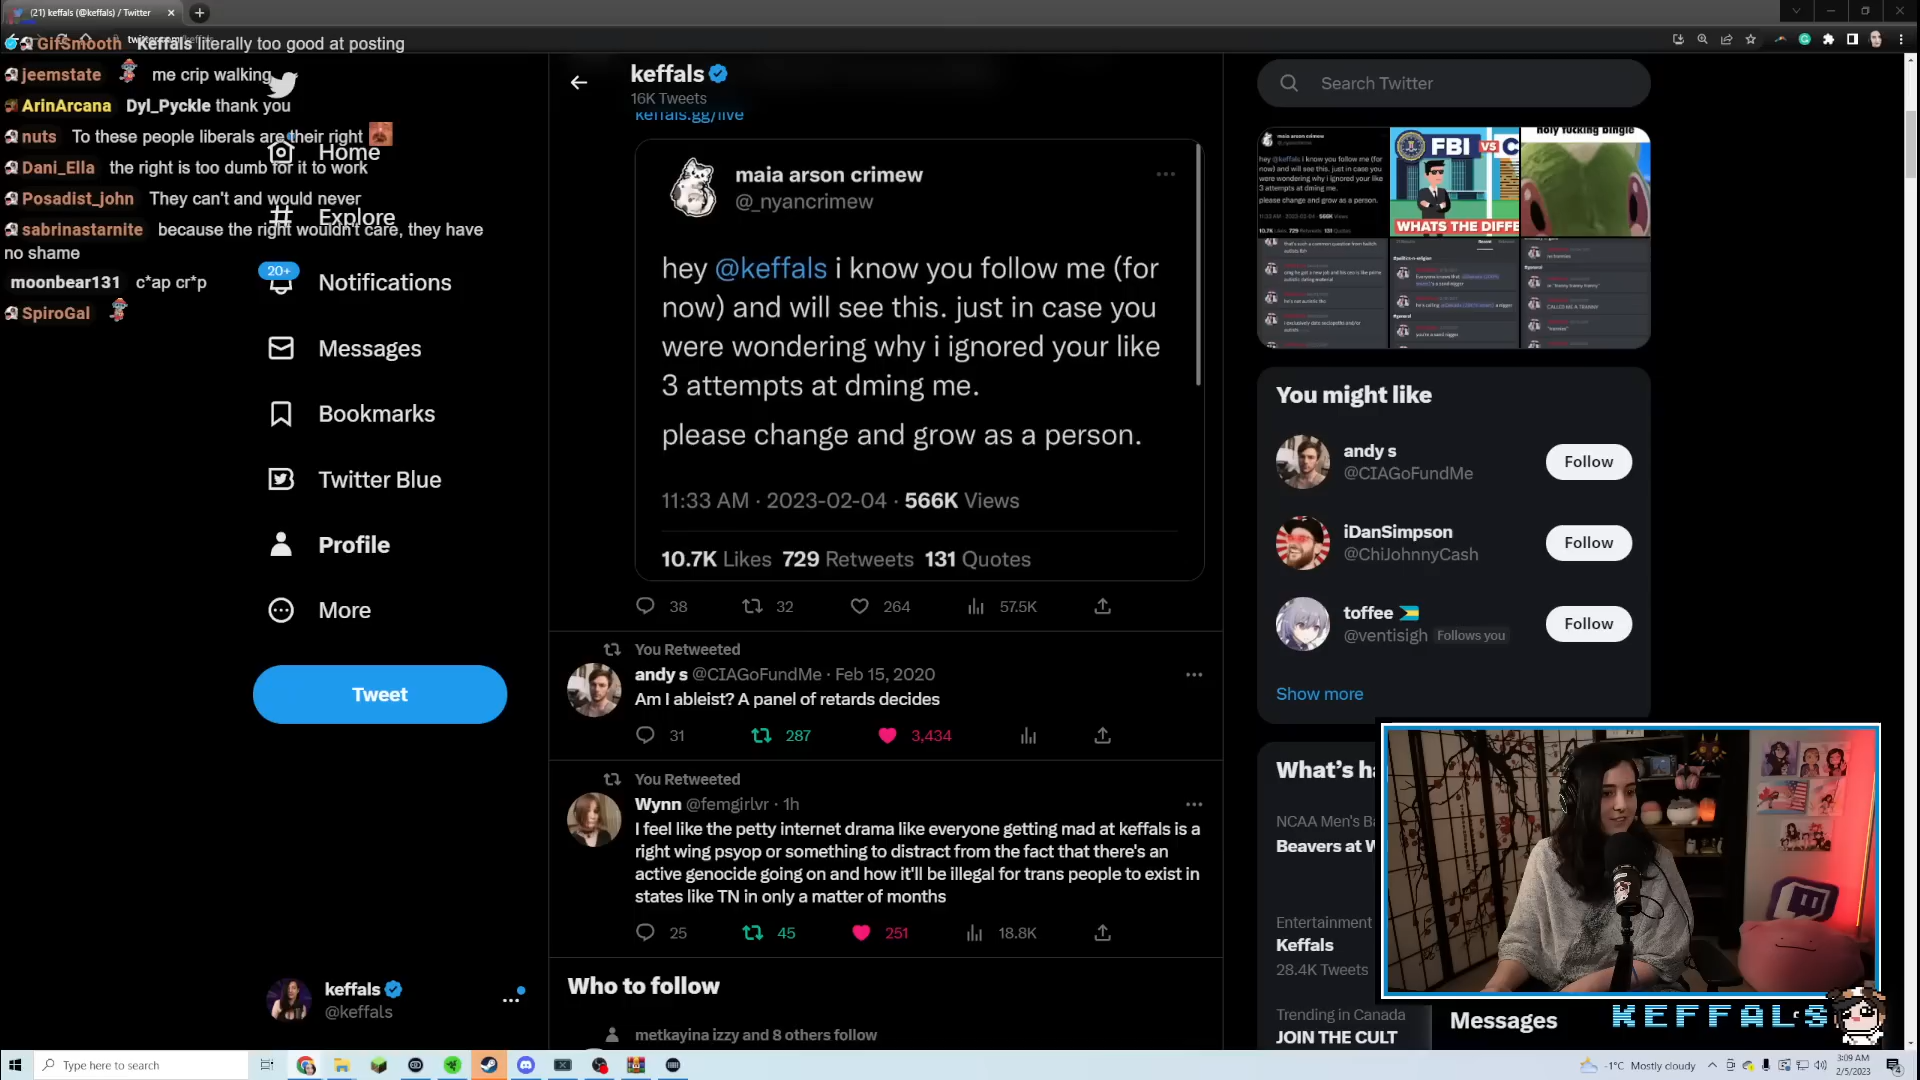 (21) keffals (@keffals) / Twitter
GifSmooth Keffals literally too good at posting
jeemstate me crip walking
ArinArcana Dyl_Pyckle thank you
nuts To these people liberals are their right
Dani_Ella the right is too dumb for it to work
Posadist_john They can't and would never
sabrinastarnite because the right wouldn't care, they have
no shame
moonbear131 c*ap cr*p
SpiroGal
Home
Explore
20+
Notifications
Messages
Bookmarks
Twitter Blue
Profile
More
Tweet
keffals
@keffals
keffals
16K Tweets
keffals.gg/live
maia arson crimew
@_nyancrimew
hey @keffals i know you follow me (for
now) and will see this. just in case you
were wondering why i ignored your like
3 attempts at dming me.
please change and grow as a person.
11:33 AM · 2023-02-04 · 566K Views
10.7K Likes 729 Retweets 131 Quotes
38 32 264 57.5K
You Retweeted
andy s @CIAGoFundMe · Feb 15, 2020
Am I ableist? A panel of retards decides
31 287 3,434
You Retweeted
Wynn @femgirlvr · 1h
I feel like the petty internet drama like everyone getting mad at keffals is a
right wing psyop or something to distract from the fact that there's an
active genocide going on and how it'll be illegal for trans people to exist in
states like TN in only a matter of months
25 45 251 18.8K
Who to follow
metkayina izzy and 8 others follow
Search Twitter
FBI VS C
WHATS THE DIFFE
holy fucking bingle
You might like
andy s
@CIAGoFundMe
Follow
iDanSimpson
@ChiJohnnyCash
Follow
toffee
@ventisigh Follows you
Follow
Show more
What's ha
NCAA Men's Ba
Beavers at W
Entertainment
Keffals
28.4K Tweets
Trending in Canada
JOIN THE CULT
Messages
KEFFALS
Type here to search
-1°C Mostly cloudy
3:09 AM
2/5/2023